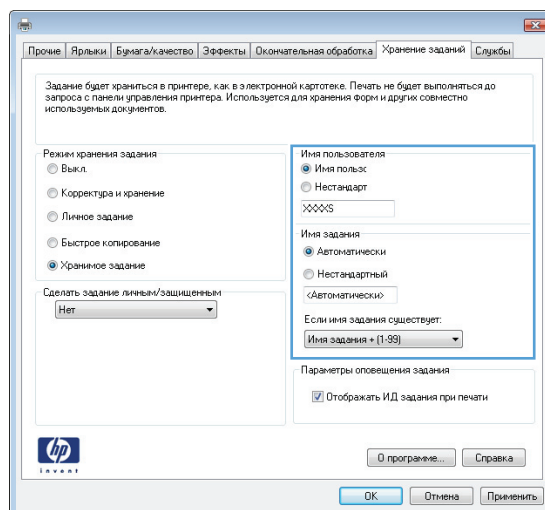 Прочие Ярлыки Бумага/качество Эффекты Окончательная обработка Хранение заданий Службы
Задание будет храниться в принтере, как в электронной картотеке. Печать не будет выполняться до
запроса с панели управления принтера. Используется для хранения форм и других совместно
используемых документов.
Режим хранения задания
Выкл.
Корректура и хранение
Личное задание
Быстрое копирование
Хранимое задание
Сделать задание личным/защищенным
Нет
Имя пользователя
Имя пользс
Нестандарт
XXXXS
Имя задания
Автоматически
Нестандартный
<Автоматически>
Если имя задания существует:
Имя задания + (1-99)
Параметры оповещения задания
Отображать ИД задания при печати
hp
invent
О программе... Справка
OK Отмена Применить